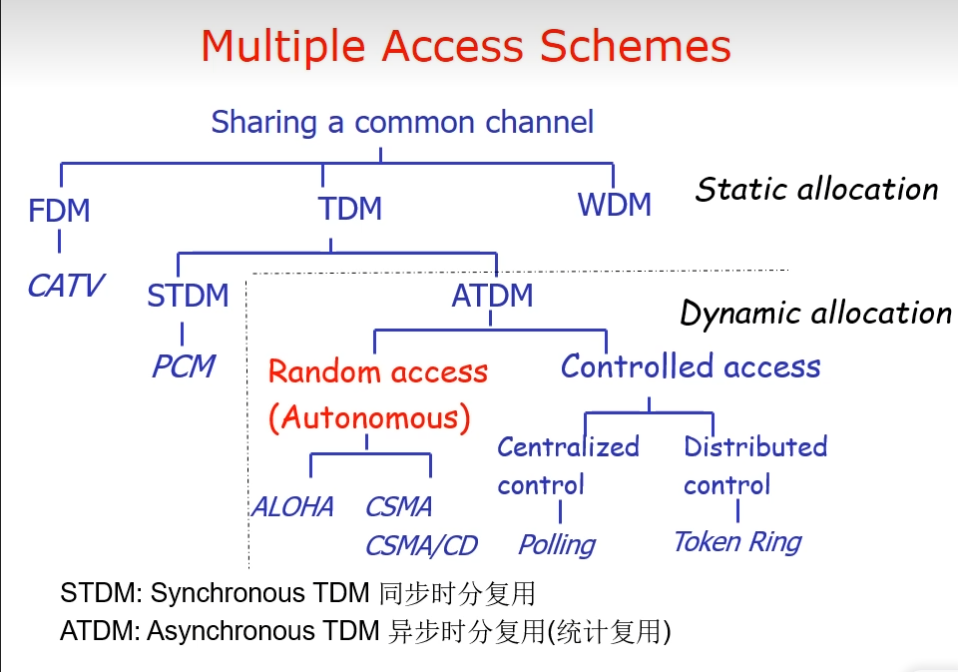 Multiple Access Schemes
Sharing a common channel
FDM
TDM
WDM
Static allocation
CATV
STDM
ATDM
Dynamic allocation
PCM
Random access
(Autonomous)
Controlled access
Centralized
control
Distributed
control
ALOHA
CSMA
CSMA/CD
Polling
Token Ring
STDM: Synchronous TDM 同步时分复用
ATDM: Asynchronous TDM 异步时分复用(统计复用)